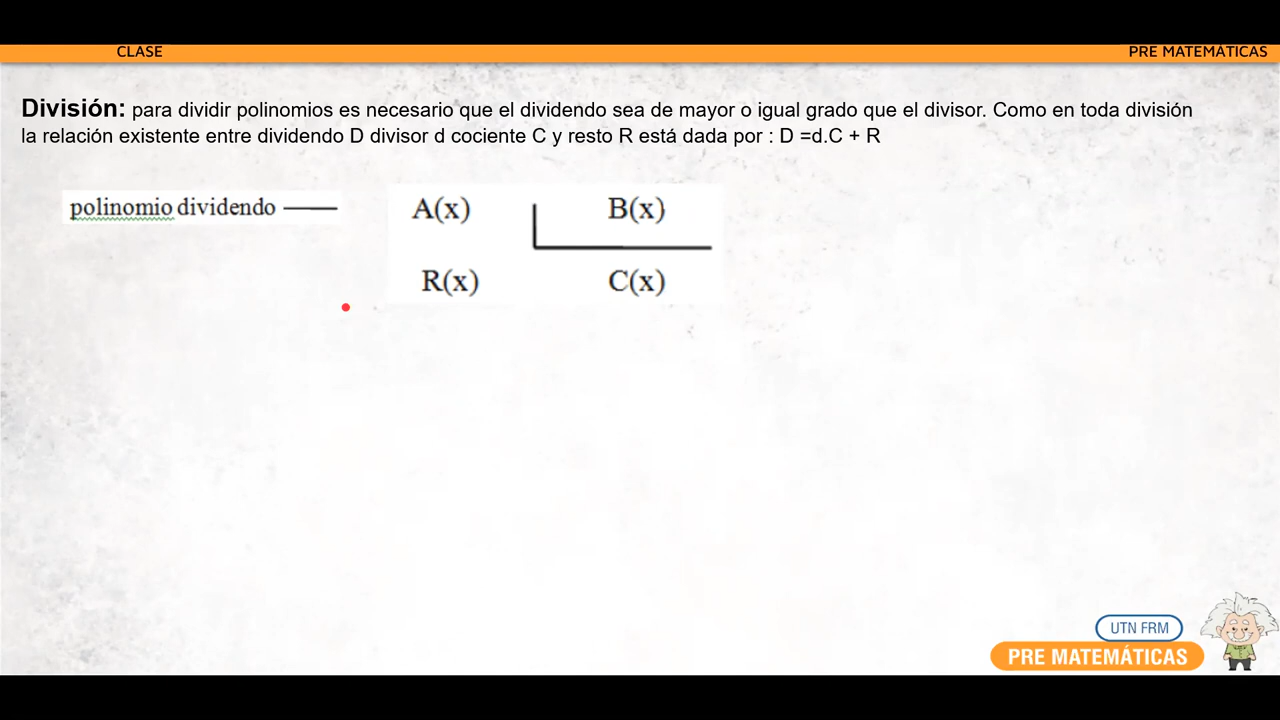 CLASE
PRE MATEMÁTICAS
División: para dividir polinomios es necesario que el dividendo sea de mayor o igual grado que el divisor. Como en toda división
la relación existente entre dividendo D divisor d cociente C y resto R está dada por : D =d.C + R
polinomio dividendo
A(x)
B(x)
R(x)
C(x)
UTN FRM
PRE MATEMÁTICAS